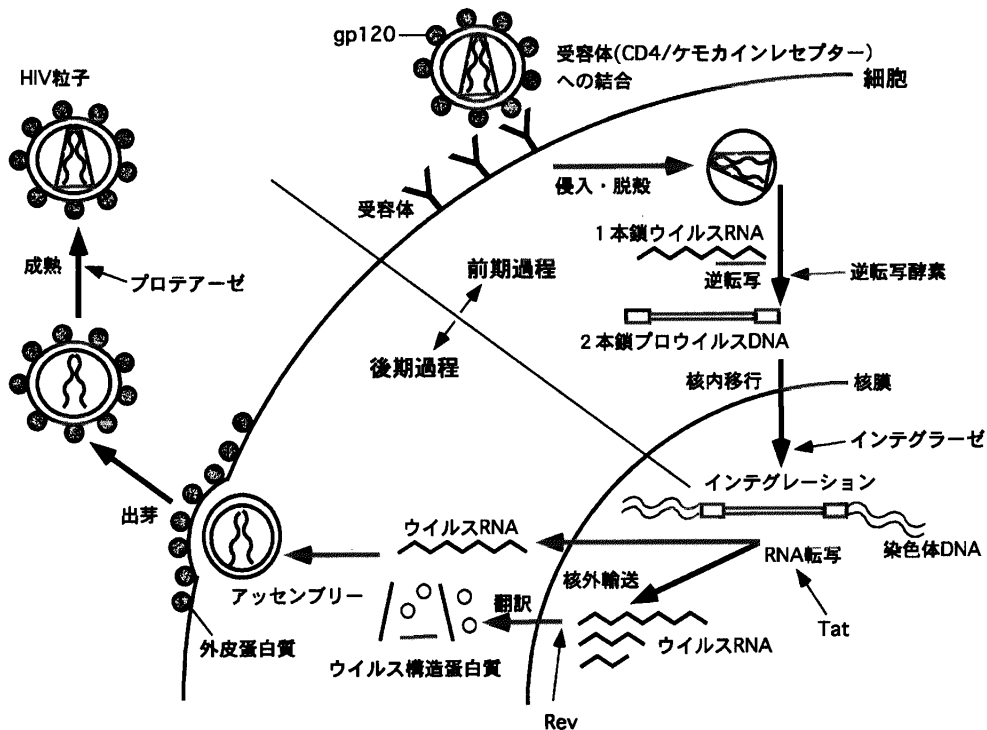 gp120
受容体(CD4/ケモカインレセプター)
への結合
細胞
HIV粒子
侵入・脱殻
受容体
1本鎖ウイルスRNA
逆転写
逆転写酵素
成熟
プロテアーゼ
前期過程
後期過程
2本鎖プロウイルスDNA
核内移行
核膜
インテグラーゼ
インテグレーション
染色体DNA
出芽
ウイルスRNA
RNA転写
アッセンブリー
核外輸送
翻訳
Tat
外皮蛋白質
ウイルス構造蛋白質
ウイルスRNA
Rev